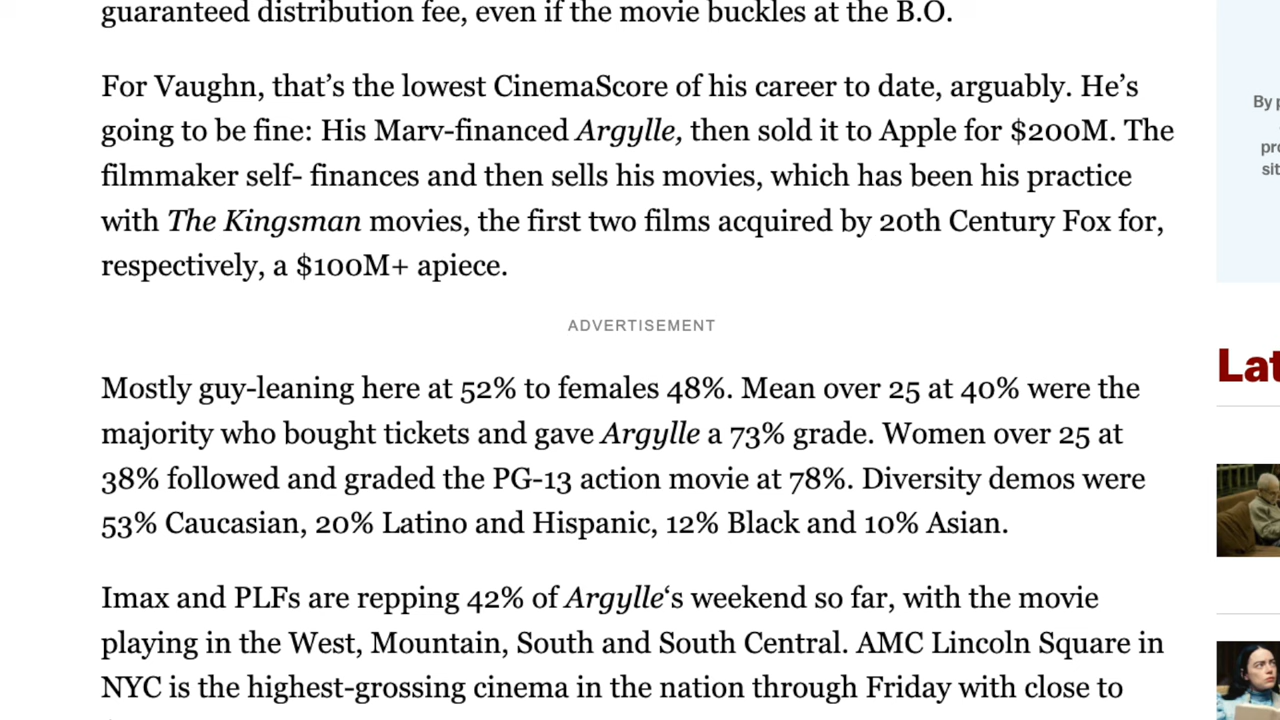 guaranteed distribution fee, even if the movie buckles at the B.O.
For Vaughn, that’s the lowest CinemaScore of his career to date, arguably. He’s
going to be fine: His Marv-financed Argylle, then sold it to Apple for $200M. The
filmmaker self- finances and then sells his movies, which has been his practice
with The Kingsman movies, the first two films acquired by 20th Century Fox for,
respectively, a $100M+ apiece.
ADVERTISEMENT
Mostly guy-leaning here at 52% to females 48%. Mean over 25 at 40% were the
majority who bought tickets and gave Argylle a 73% grade. Women over 25 at
38% followed and graded the PG-13 action movie at 78%. Diversity demos were
53% Caucasian, 20% Latino and Hispanic, 12% Black and 10% Asian.
Imax and PLFs are repping 42% of Argylle‘s weekend so far, with the movie
playing in the West, Mountain, South and South Central. AMC Lincoln Square in
NYC is the highest-grossing cinema in the nation through Friday with close to
By
Lat